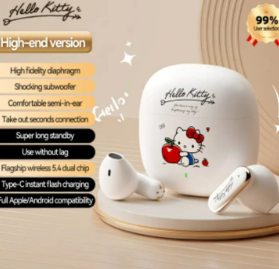 Hello Kitty
High-end version
High fidelity diaphragm
Shocking subwoofer
Comfortable semi-in-ear
Take out seconds connection
Super long standby
Use without lag
Flagship wireless 5.4 dual chip
Type-C instant flash charging
Full Apple/Android compatibility
99%
User selection
Hello Kitty
Hello